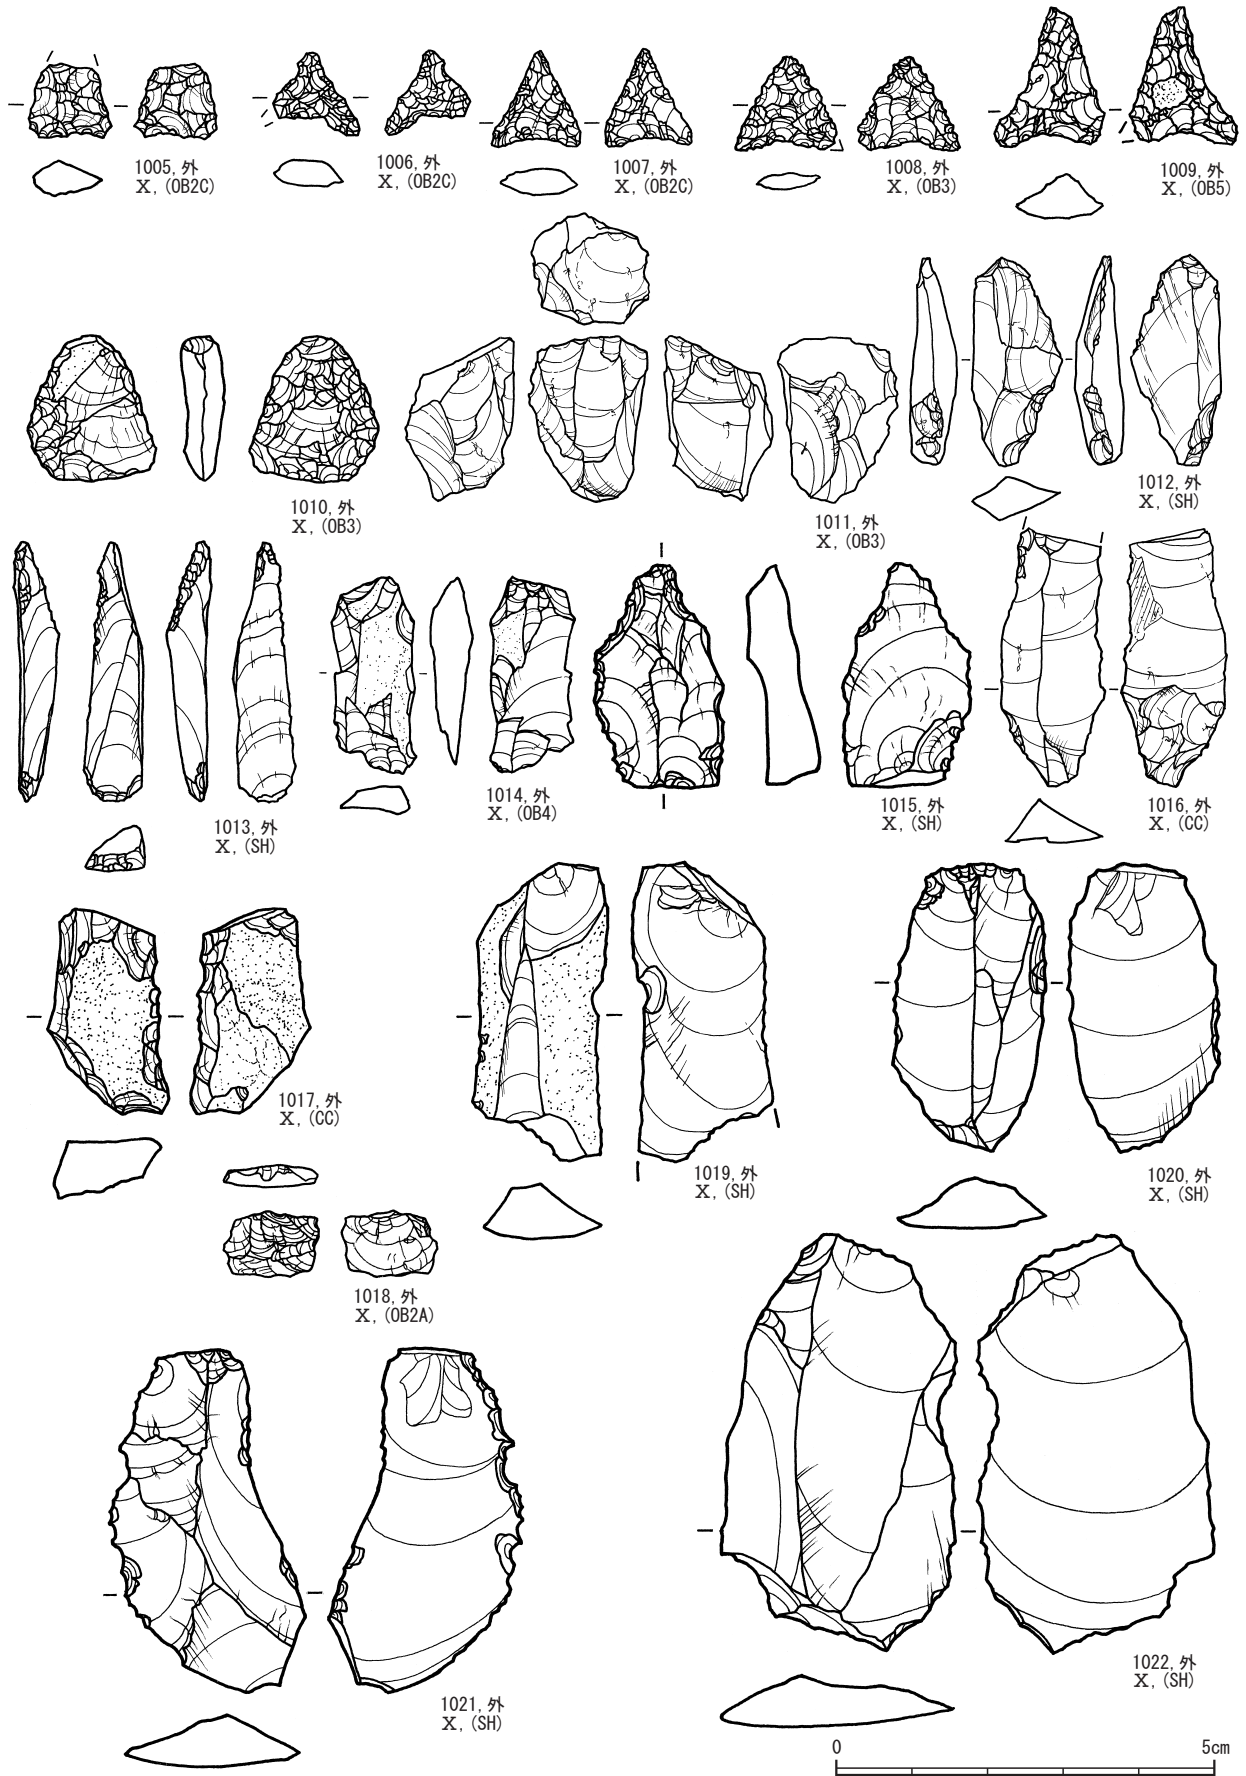 1005, 外
X, (OB2C)
1006, 外
X, (OB2C)
1007, 外
X, (OB2C)
1008, 外
X, (OB3)
1009, 外
X, (OB5)
1010, 外
X, (OB3)
1011, 外
X, (OB3)
1012, 外
X, (SH)
1013, 外
X, (SH)
1014, 外
X, (OB4)
1015, 外
X, (SH)
1016, 外
X, (CC)
1017, 外
X, (CC)
1018, 外
X, (OB2A)
1019, 外
X, (SH)
1020, 外
X, (SH)
1021, 外
X, (SH)
1022, 外
X, (SH)
0 5cm